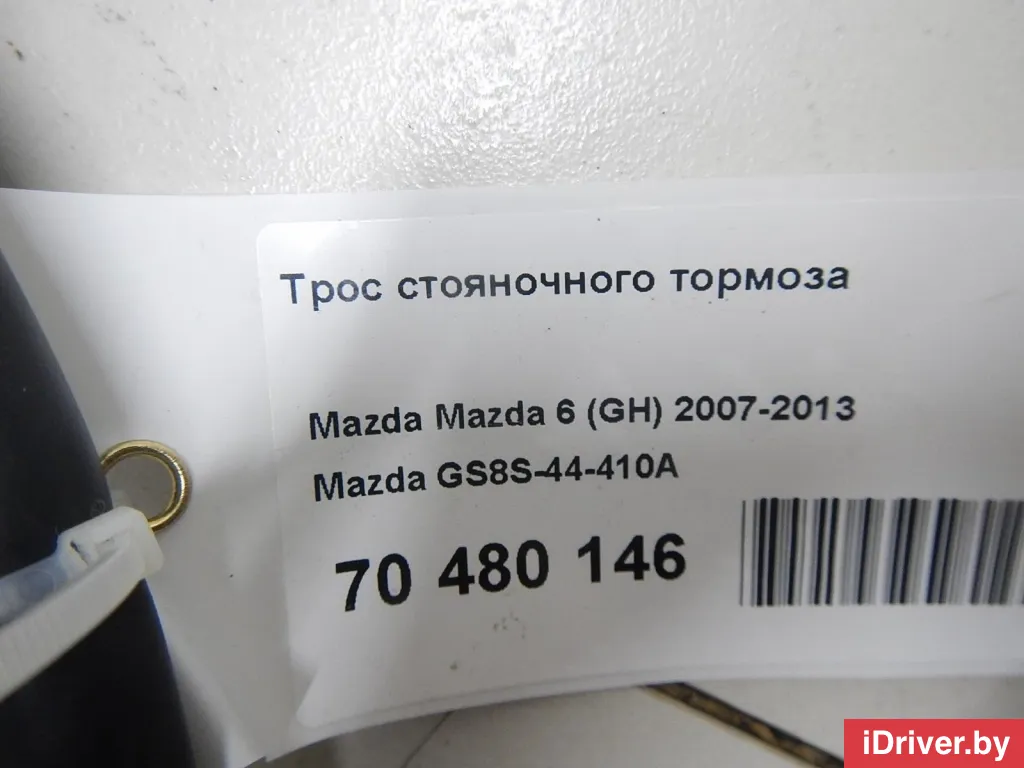 Трос стояночного тормоза
Mazda Mazda 6 (GH) 2007-2013
Mazda GS8S-44-410A
70 480 146
iDriver.by